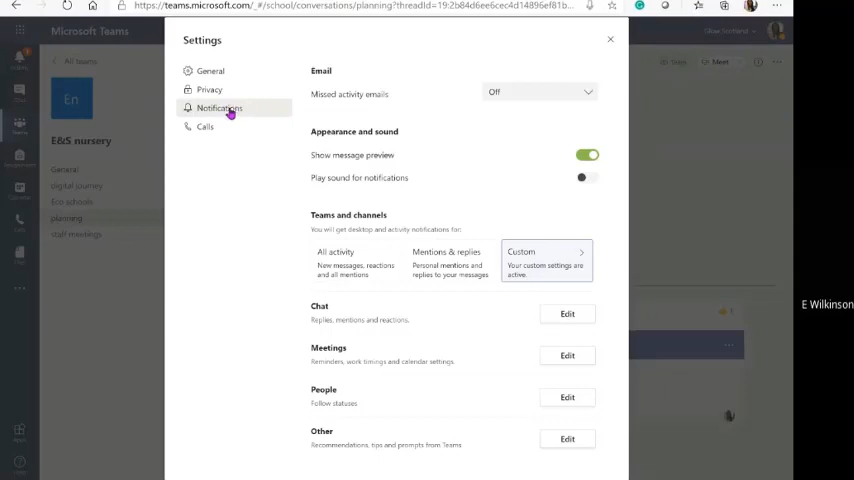 https://teams.microsoft.com/_#/school/conversations/planning?threadId=19:2b84d6ee6cec4d14896ef81b...
Microsoft Teams
Settings
All teams
Meet
En
E&S nursery
General
digital journey
Eco schools
planning
staff meetings
General
Privacy
Notifications
Calls
Email
Missed activity emails
Off
Appearance and sound
Show message preview
Play sound for notifications
Teams and channels
You will get desktop and activity notifications for:
All activity
New messages, reactions
and all mentions
Mentions & replies
Personal mentions and
replies to your messages
Custom
Your custom settings are
active.
Chat
Replies, mentions and reactions.
Edit
Meetings
Reminders, work timings and calendar settings.
Edit
People
Follow statuses
Edit
Other
Recommendations, tips and prompts from Teams
Edit
E Wilkinson